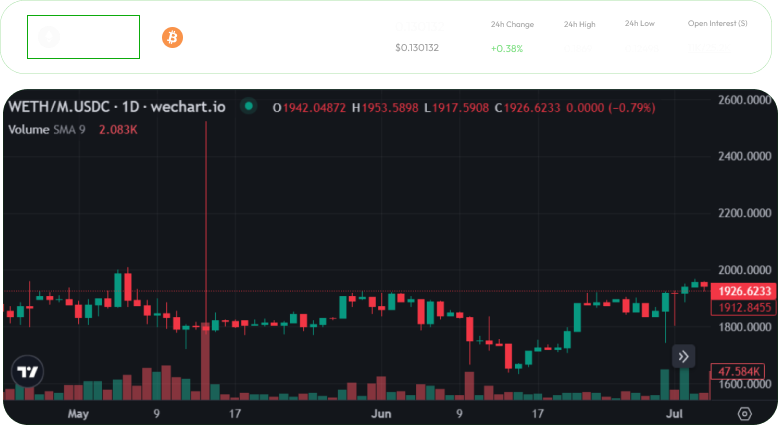 24h Change
24h High
24h Low
Open Interest ($)
$0.130132
+0.38%
WETH/M.USDC · 1D · wechart.io
O1942.04872 H1953.5898 L1917.5908 C1926.6233 0.0000 (−0.79%)
Volume SMA 9 2.083K
2600.0000
2400.0000
2200.0000
2000.0000
1926.6233
1912.8455
1800.0000
47.584K
1600.0000
May 9 17 Jun 9 17 Jul